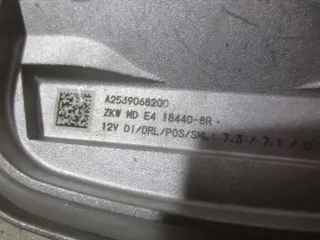 A2539068200
ZKW MD E4 18440-8R
12V DI/DRL/POS/SML: 7.3 / 7.1 / 0